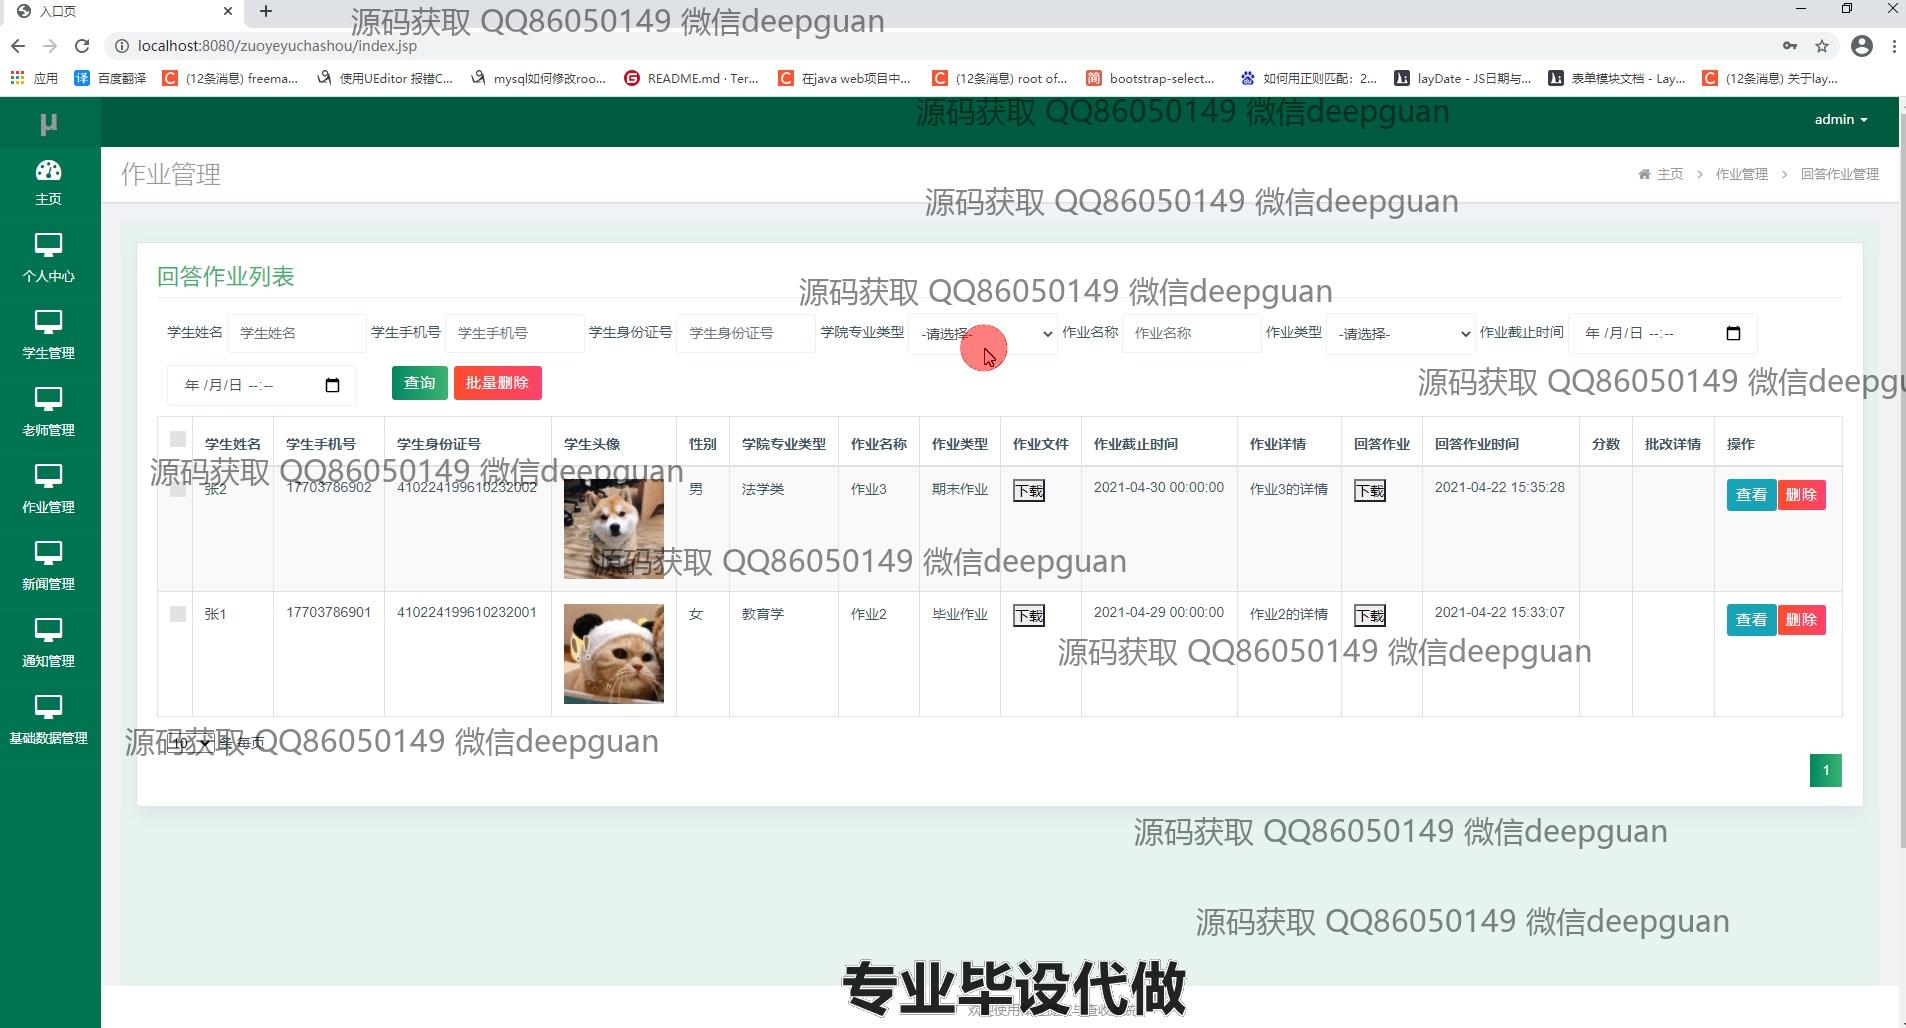 入口页
源码获取 QQ86050149 微信deepguan
localhost:8080/zuoyeyuchashou/index.jsp
应用 百度翻译 (12条消息) freema... 使用UEditor 报错C... mysql如何修改roo... README.md · Ter... 在java web项目中... (12条消息) root of... bootstrap-select... 如何用正则匹配：2... layDate - JS日期与... 表单模块文档 - Lay... (12条消息) 关于lay...
源码获取 QQ86050149 微信deepguan
μ admin
主页
作业管理 主页 > 作业管理 > 回答作业管理
源码获取 QQ86050149 微信deepguan
个人中心
回答作业列表
源码获取 QQ86050149 微信deepguan
学生姓名 学生姓名 学生手机号 学生手机号 学生身份证号 学生身份证号 学院专业类型 -请选择- 作业名称 作业名称 作业类型 -请选择- 作业截止时间 年 /月/日 --:--
学生管理
年 /月/日 --:-- 查询 批量删除
源码获取 QQ86050149 微信deepgu
老师管理
学生姓名 学生手机号 学生身份证号 学生头像 性别 学院专业类型 作业名称 作业类型 作业文件 作业截止时间 作业详情 回答作业 回答作业时间 分数 批改详情 操作
源码获取 QQ86050149 微信deepguan
张2 17703786902 410224199610232002 男 法学类 作业3 期末作业 下载 2021-04-30 00:00:00 作业3的详情 下载 2021-04-22 15:35:28 查看 删除
作业管理
源码获取 QQ86050149 微信deepguan
新闻管理
张1 17703786901 410224199610232001 女 教育学 作业2 毕业作业 下载 2021-04-29 00:00:00 作业2的详情 下载 2021-04-22 15:33:07 查看 删除
源码获取 QQ86050149 微信deepguan
通知管理
基础数据管理
10 条 每页
源码获取 QQ86050149 微信deepguan
1
源码获取 QQ86050149 微信deepguan
源码获取 QQ86050149 微信deepguan
专业毕设代做